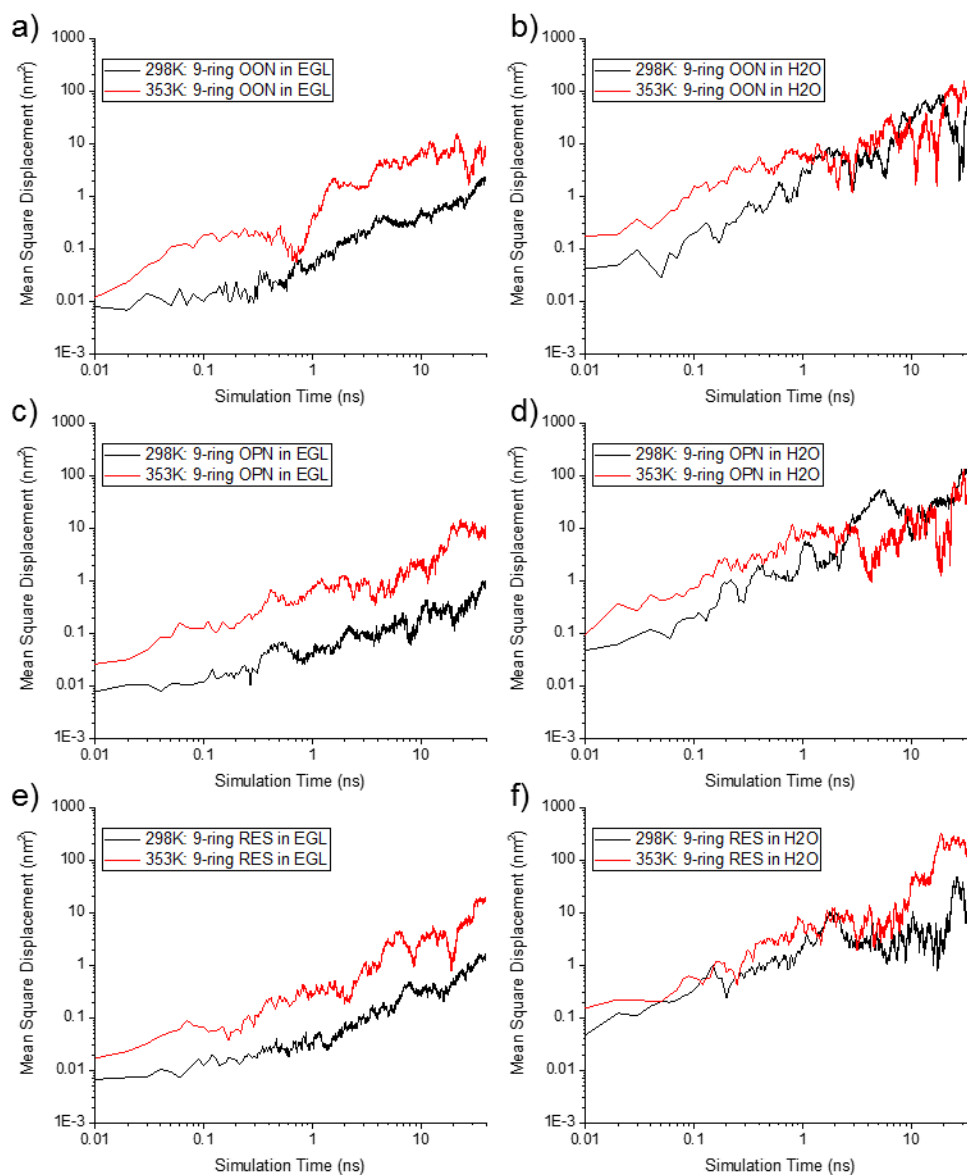 a)
1000
100
10
1
0.1
0.01
1E-3
Mean Square Displacement (nm²)
298K: 9-ring OON in EGL
353K: 9-ring OON in EGL
0.01 0.1 1 10
Simulation Time (ns)
b)
1000
100
10
1
0.1
0.01
1E-3
Mean Square Displacement (nm²)
298K: 9-ring OON in H2O
353K: 9-ring OON in H2O
0.01 0.1 1 10
Simulation Time (ns)
c)
1000
100
10
1
0.1
0.01
1E-3
Mean Square Displacement (nm²)
298K: 9-ring OPN in EGL
353K: 9-ring OPN in EGL
0.01 0.1 1 10
Simulation Time (ns)
d)
1000
100
10
1
0.1
0.01
1E-3
Mean Square Displacement (nm²)
298K: 9-ring OPN in H2O
353K: 9-ring OPN in H2O
0.01 0.1 1 10
Simulation Time (ns)
e)
1000
100
10
1
0.1
0.01
1E-3
Mean Square Displacement (nm²)
298K: 9-ring RES in EGL
353K: 9-ring RES in EGL
0.01 0.1 1 10
Simulation Time (ns)
f)
1000
100
10
1
0.1
0.01
1E-3
Mean Square Displacement (nm²)
298K: 9-ring RES in H2O
353K: 9-ring RES in H2O
0.01 0.1 1 10
Simulation Time (ns)